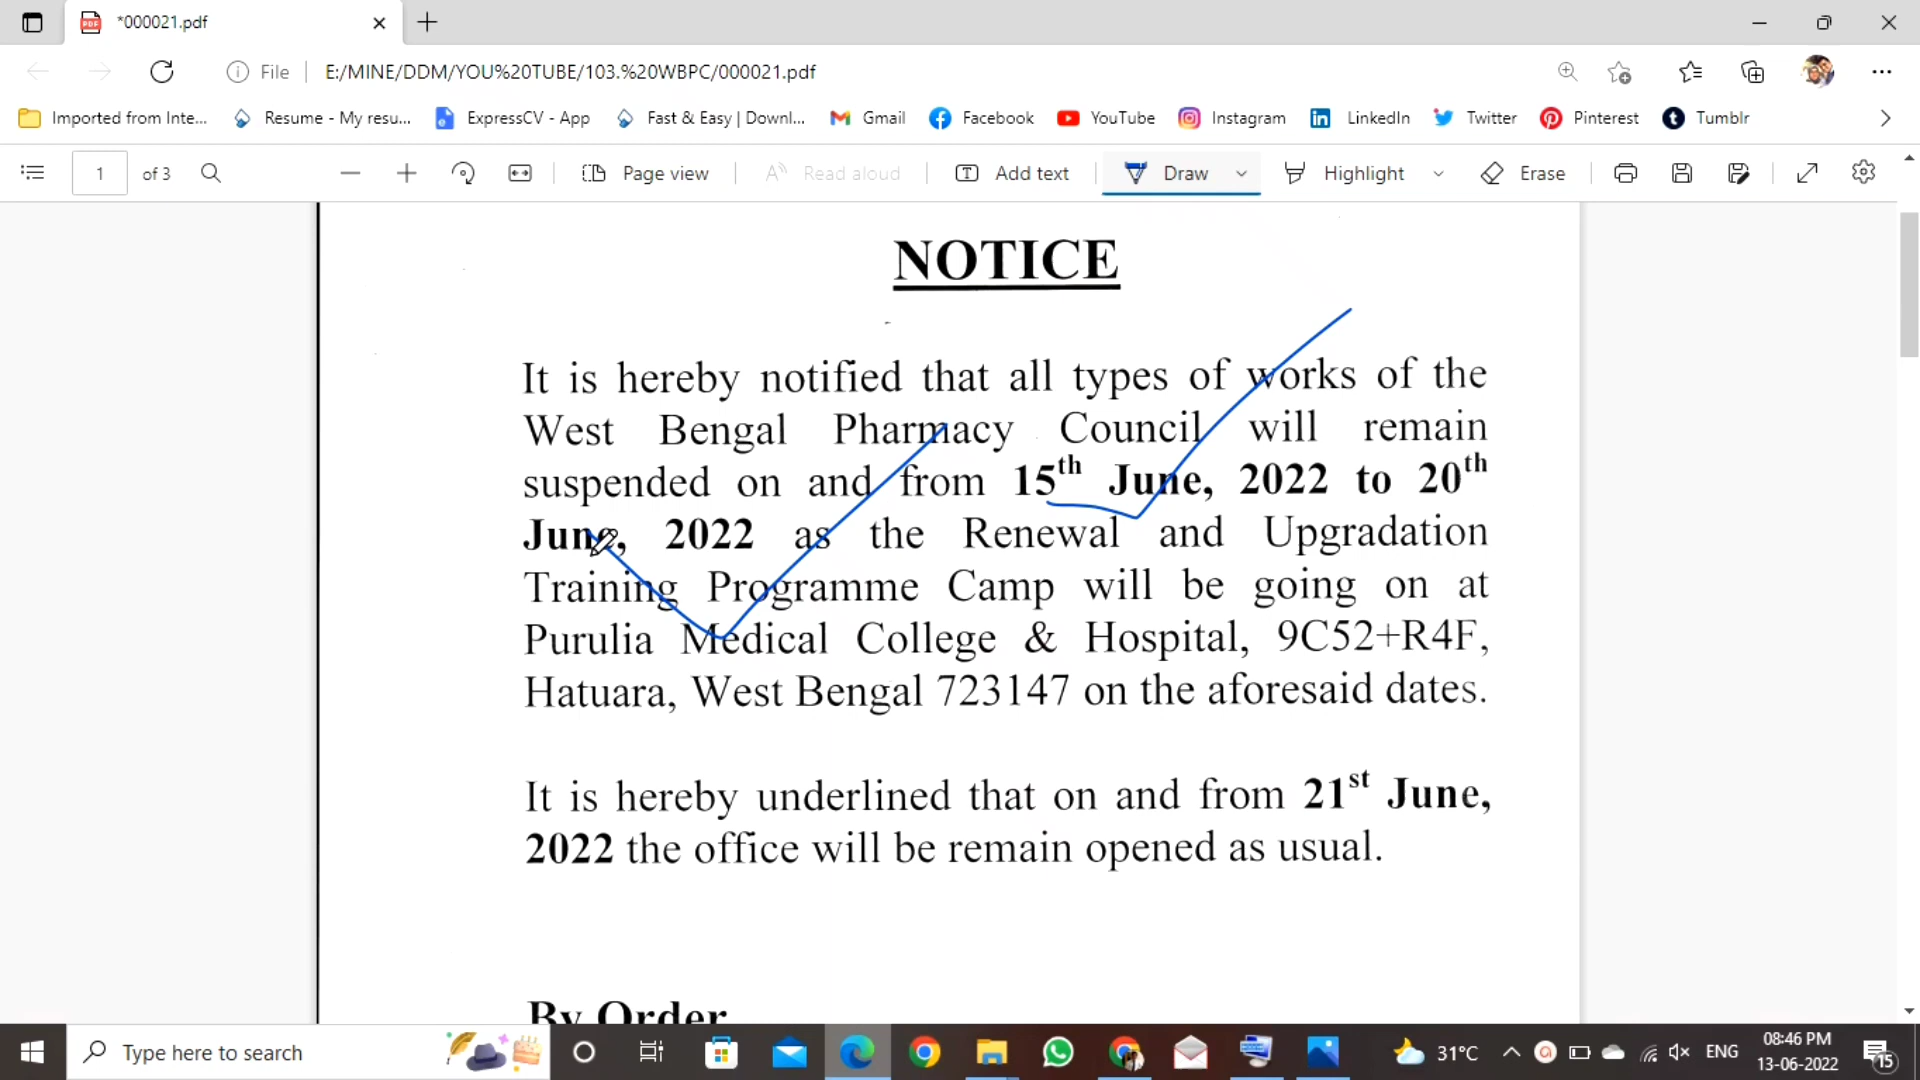 *000021.pdf
File
E:/MINE/DDM/YOU%20TUBE/103.%20WBPC/000021.pdf
Imported from Inte... Resume - My resu... ExpressCV - App Fast & Easy | Downl... Gmail Facebook YouTube Instagram LinkedIn Twitter Pinterest Tumblr
1 of 3 Page view Read aloud Add text Draw Highlight Erase
NOTICE
It is hereby notified that all types of works of the
West Bengal Pharmacy Council will remain
suspended on and from 15th June, 2022 to 20th
June, 2022 as the Renewal and Upgradation
Training Programme Camp will be going on at
Purulia Medical College & Hospital, 9C52+R4F,
Hatuara, West Bengal 723147 on the aforesaid dates.
It is hereby underlined that on and from 21st June,
2022 the office will be remain opened as usual.
By Order
Type here to search
31°C
ENG
08:46 PM
13-06-2022
15